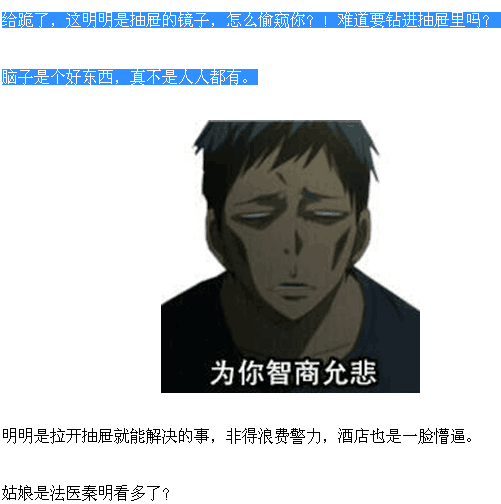 给跪了，这明明是抽屉的镜子，怎么偷窥你？！难道要钻进抽屉里吗？
脑子是个好东西，真不是人人都有。
为你智商允悲
明明是拉开抽屉就能解决的事，非得浪费警力，酒店也是一脸懵逼。
姑娘是法医秦明看多了？